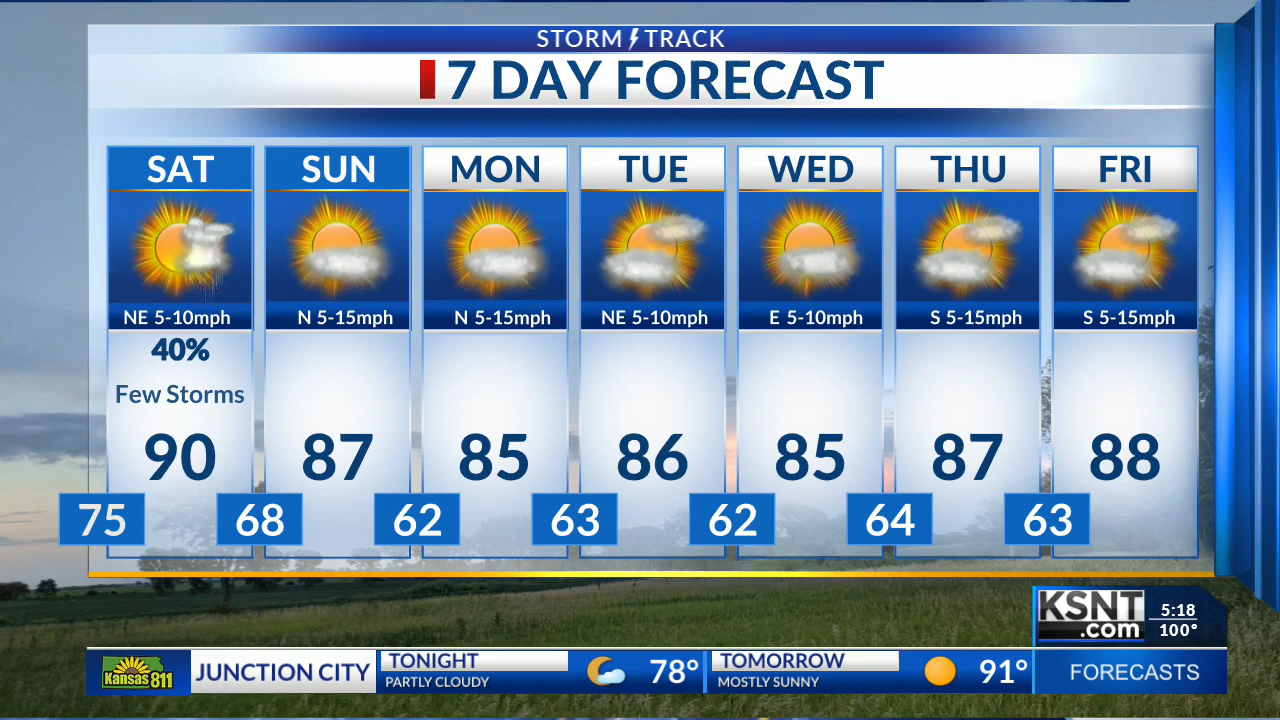 STORM TRACK
7 DAY FORECAST
SAT SUN MON TUE WED THU FRI
NE 5-10mph N 5-15mph N 5-15mph NE 5-10mph E 5-10mph S 5-15mph S 5-15mph
40%
Few Storms
90 87 85 86 85 87 88
75 68 62 63 62 64 63
KSNT
.com
5:18
100°
Kansas 811
JUNCTION CITY
TONIGHT
PARTLY CLOUDY
78°
TOMORROW
MOSTLY SUNNY
91°
FORECASTS